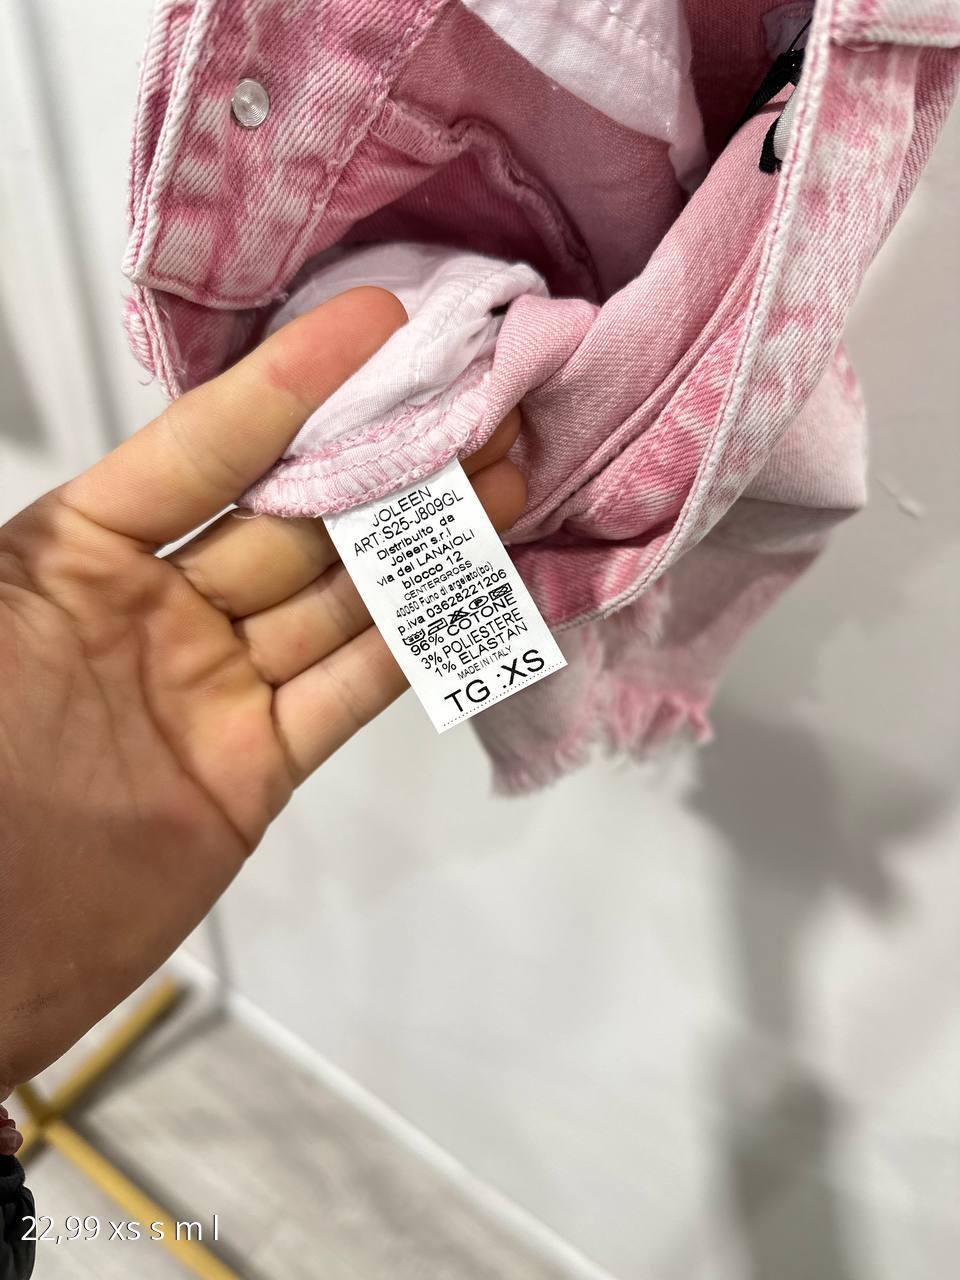 JOLEEN
ART:S25-J809GL
Distribuito da
Joleen s.r.l
via dei LANAIOLI
blocco 12
CENTERGROSS
40050 Funo di argelato(bo)
p.iva 03628221206
96% COTONE
3% POLIESTERE
1% ELASTAN
MADE IN ITALY
TG :XS
22,99 xs s m l